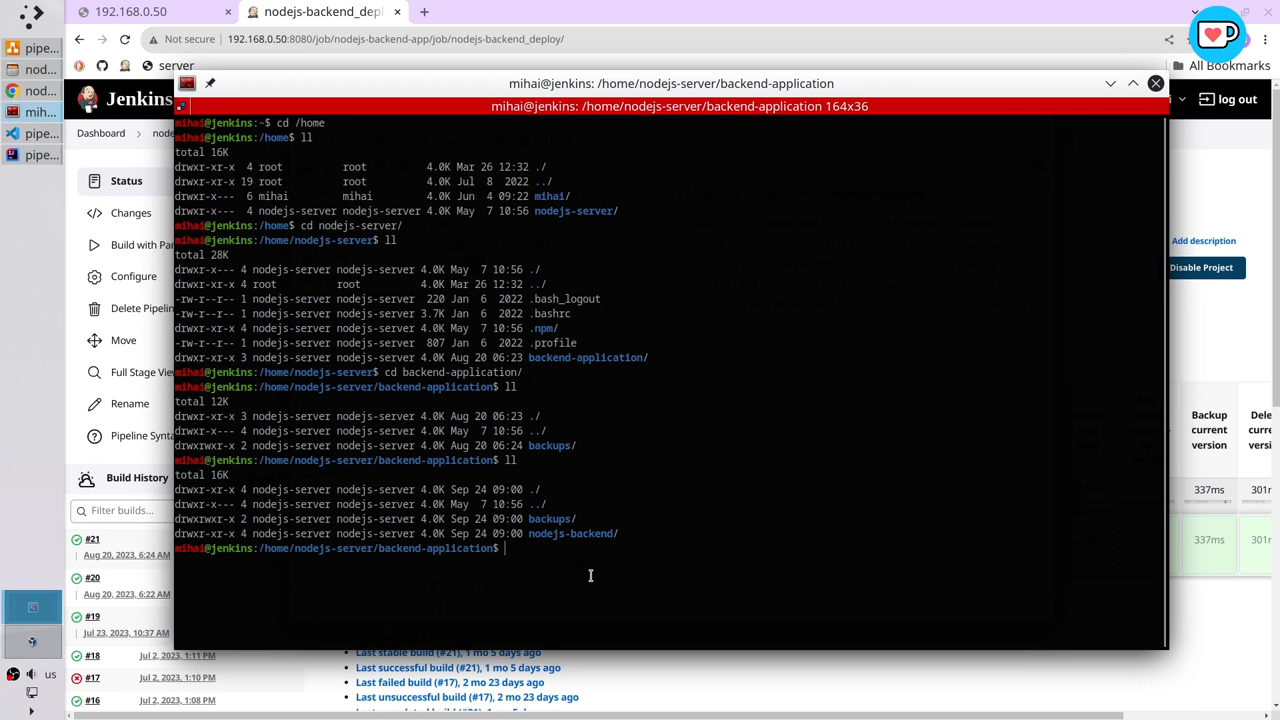 192.168.0.50
nodejs-backend_depl
Not secure
192.168.0.50:8080/job/nodejs-backend-app/job/nodejs-backend_deploy/
server
All Bookmarks
pipe...
nod...
nod...
mih...
pipe...
pipe...
us
Jenkins
log out
Dashboard
node
Status
Changes
Build with Par
Configure
Delete Pipelin
Move
Full Stage Vie
Rename
Pipeline Synta
Build History
Filter builds...
#21
Aug 20, 2023, 6:24 AM
#20
Aug 20, 2023, 6:22 AM
#19
Jul 23, 2023, 10:37 AM
#18 Jul 2, 2023, 1:11 PM
#17 Jul 2, 2023, 1:10 PM
#16 Jul 2, 2023, 1:08 PM
mihai@jenkins: /home/nodejs-server/backend-application
mihai@jenkins: /home/nodejs-server/backend-application 164x36
mihai@jenkins:~$ cd /home
mihai@jenkins:/home$ ll
total 16K
drwxr-xr-x  4 root          root          4.0K Mar 26 12:32 ./
drwxr-xr-x 19 root          root          4.0K Jul  8  2022 ../
drwxr-x---  6 mihai         mihai         4.0K Jun  4 09:22 mihai/
drwxr-x---  4 nodejs-server nodejs-server 4.0K May  7 10:56 nodejs-server/
mihai@jenkins:/home$ cd nodejs-server/
mihai@jenkins:/home/nodejs-server$ ll
total 28K
drwxr-x--- 4 nodejs-server nodejs-server 4.0K May  7 10:56 ./
drwxr-xr-x 4 root          root          4.0K Mar 26 12:32 ../
-rw-r--r-- 1 nodejs-server nodejs-server  220 Jan  6  2022 .bash_logout
-rw-r--r-- 1 nodejs-server nodejs-server 3.7K Jan  6  2022 .bashrc
drwxr-xr-x 4 nodejs-server nodejs-server 4.0K May  7 10:56 .npm/
-rw-r--r-- 1 nodejs-server nodejs-server  807 Jan  6  2022 .profile
drwxr-xr-x 3 nodejs-server nodejs-server 4.0K Aug 20 06:23 backend-application/
mihai@jenkins:/home/nodejs-server$ cd backend-application/
mihai@jenkins:/home/nodejs-server/backend-application$ ll
total 12K
drwxr-xr-x 3 nodejs-server nodejs-server 4.0K Aug 20 06:23 ./
drwxr-x--- 4 nodejs-server nodejs-server 4.0K May  7 10:56 ../
drwxrwxr-x 2 nodejs-server nodejs-server 4.0K Aug 20 06:24 backups/
mihai@jenkins:/home/nodejs-server/backend-application$ ll
total 16K
drwxr-xr-x 4 nodejs-server nodejs-server 4.0K Sep 24 09:00 ./
drwxr-x--- 4 nodejs-server nodejs-server 4.0K May  7 10:56 ../
drwxrwxr-x 2 nodejs-server nodejs-server 4.0K Sep 24 09:00 backups/
drwxr-xr-x 4 nodejs-server nodejs-server 4.0K Sep 24 09:00 nodejs-backend/
mihai@jenkins:/home/nodejs-server/backend-application$
Add description
Disable Project
Backup current version
Dele
337ms
301m
337ms
301m
Last stable build (#21), 1 mo 5 days ago
Last successful build (#21), 1 mo 5 days ago
Last failed build (#17), 2 mo 23 days ago
Last unsuccessful build (#17), 2 mo 23 days ago